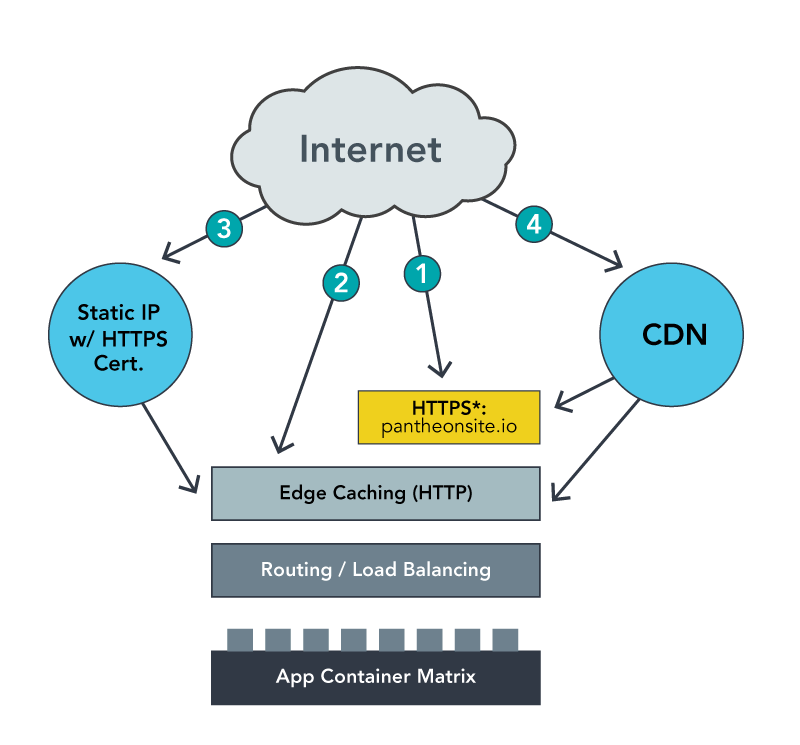 Internet
3
4
2
1
Static IP
w/ HTTPS
Cert.
CDN
HTTPS*:
pantheonsite.io
Edge Caching (HTTP)
Routing / Load Balancing
App Container Matrix